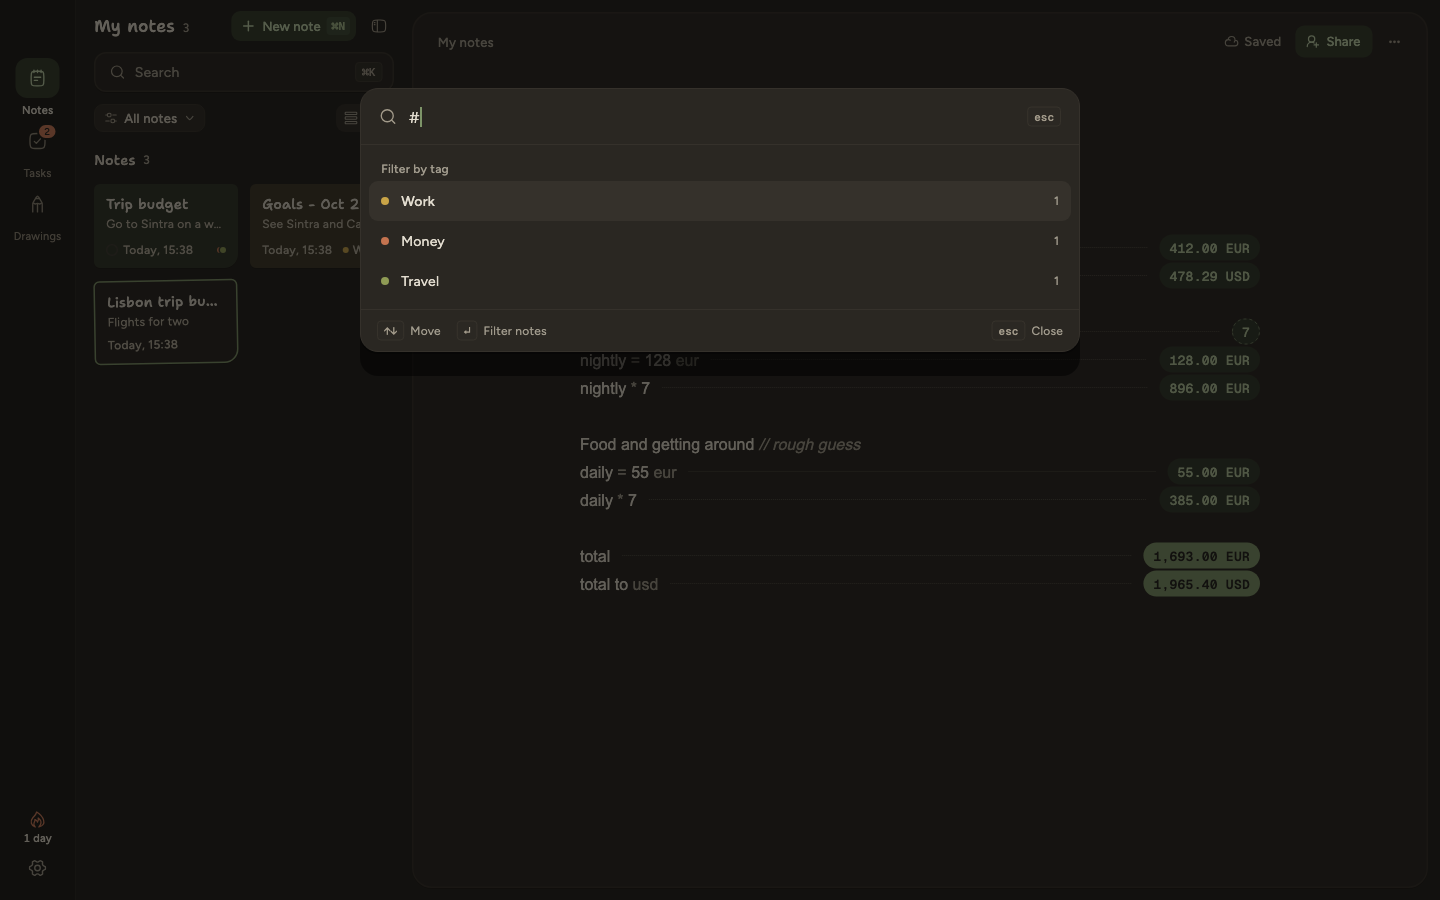 My notes 3
New note ⌘N
Search ⌘K
All notes
Notes 3
Trip budget
Go to Sintra on a w...
Today, 15:38
Goals - Oct 2
See Sintra and Ca
Today, 15:38
Lisbon trip bu...
Flights for two
Today, 15:38
Notes
2
Tasks
Drawings
1 day
My notes
Saved
Share
#
esc
Filter by tag
Work 1
Money 1
Travel 1
Move
Filter notes
esc Close
412.00 EUR
478.29 USD
7
nightly = 128 eur 128.00 EUR
nightly * 7 896.00 EUR
Food and getting around // rough guess
daily = 55 eur 55.00 EUR
daily * 7 385.00 EUR
total 1,693.00 EUR
total to usd 1,965.40 USD